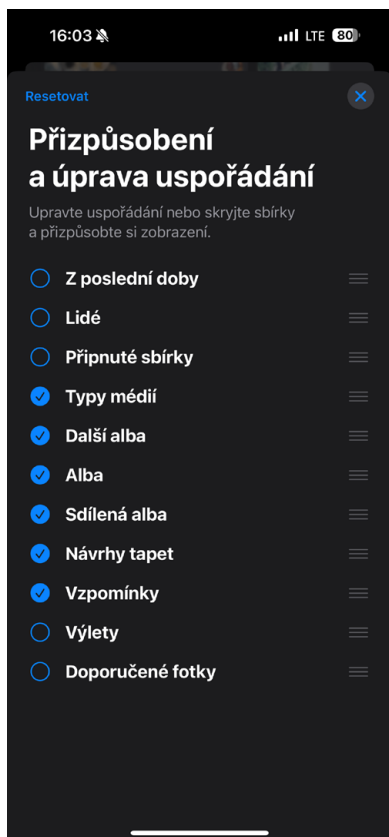 16:03 LTE 80
Resetovat
Přizpůsobení
a úprava uspořádání
Upravte uspořádání nebo skryjte sbírky
a přizpůsobte si zobrazení.
Z poslední doby
Lidé
Připnuté sbírky
Typy médií
Další alba
Alba
Sdílená alba
Návrhy tapet
Vzpomínky
Výlety
Doporučené fotky